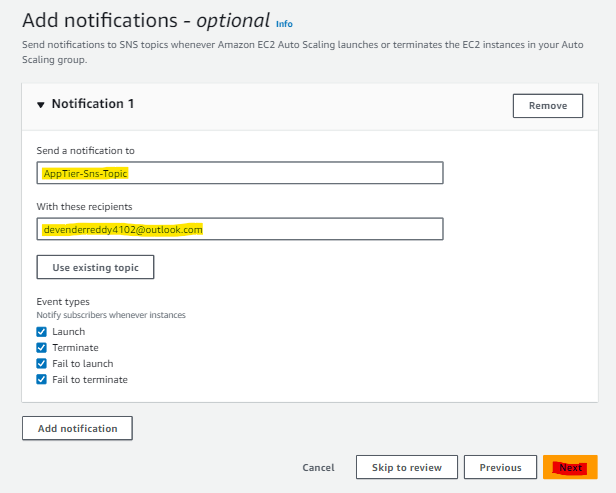 Add notifications - optional Info
Send notifications to SNS topics whenever Amazon EC2 Auto Scaling launches or terminates the EC2 instances in your Auto
Scaling group.
Notification 1
Remove
Send a notification to
AppTier-Sns-Topic
With these recipients
devenderreddy4102@outlook.com
Use existing topic
Event types
Notify subscribers whenever instances
Launch
Terminate
Fail to launch
Fail to terminate
Add notification
Cancel
Skip to review
Previous
Next